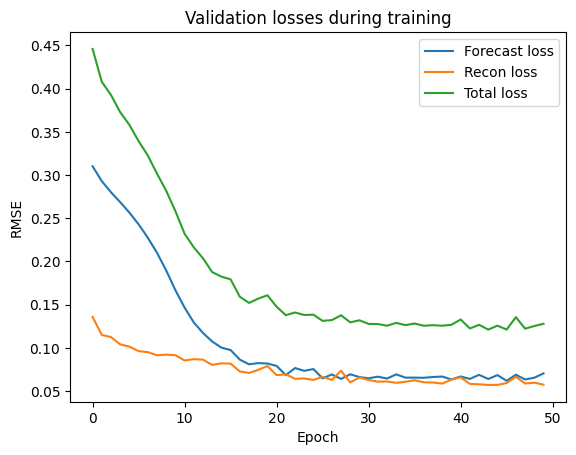 Validation losses during training
0.45
0.40
0.35
0.30
0.25
0.20
0.15
0.10
0.05
RMSE
Forecast loss
Recon loss
Total loss
0 10 20 30 40 50
Epoch